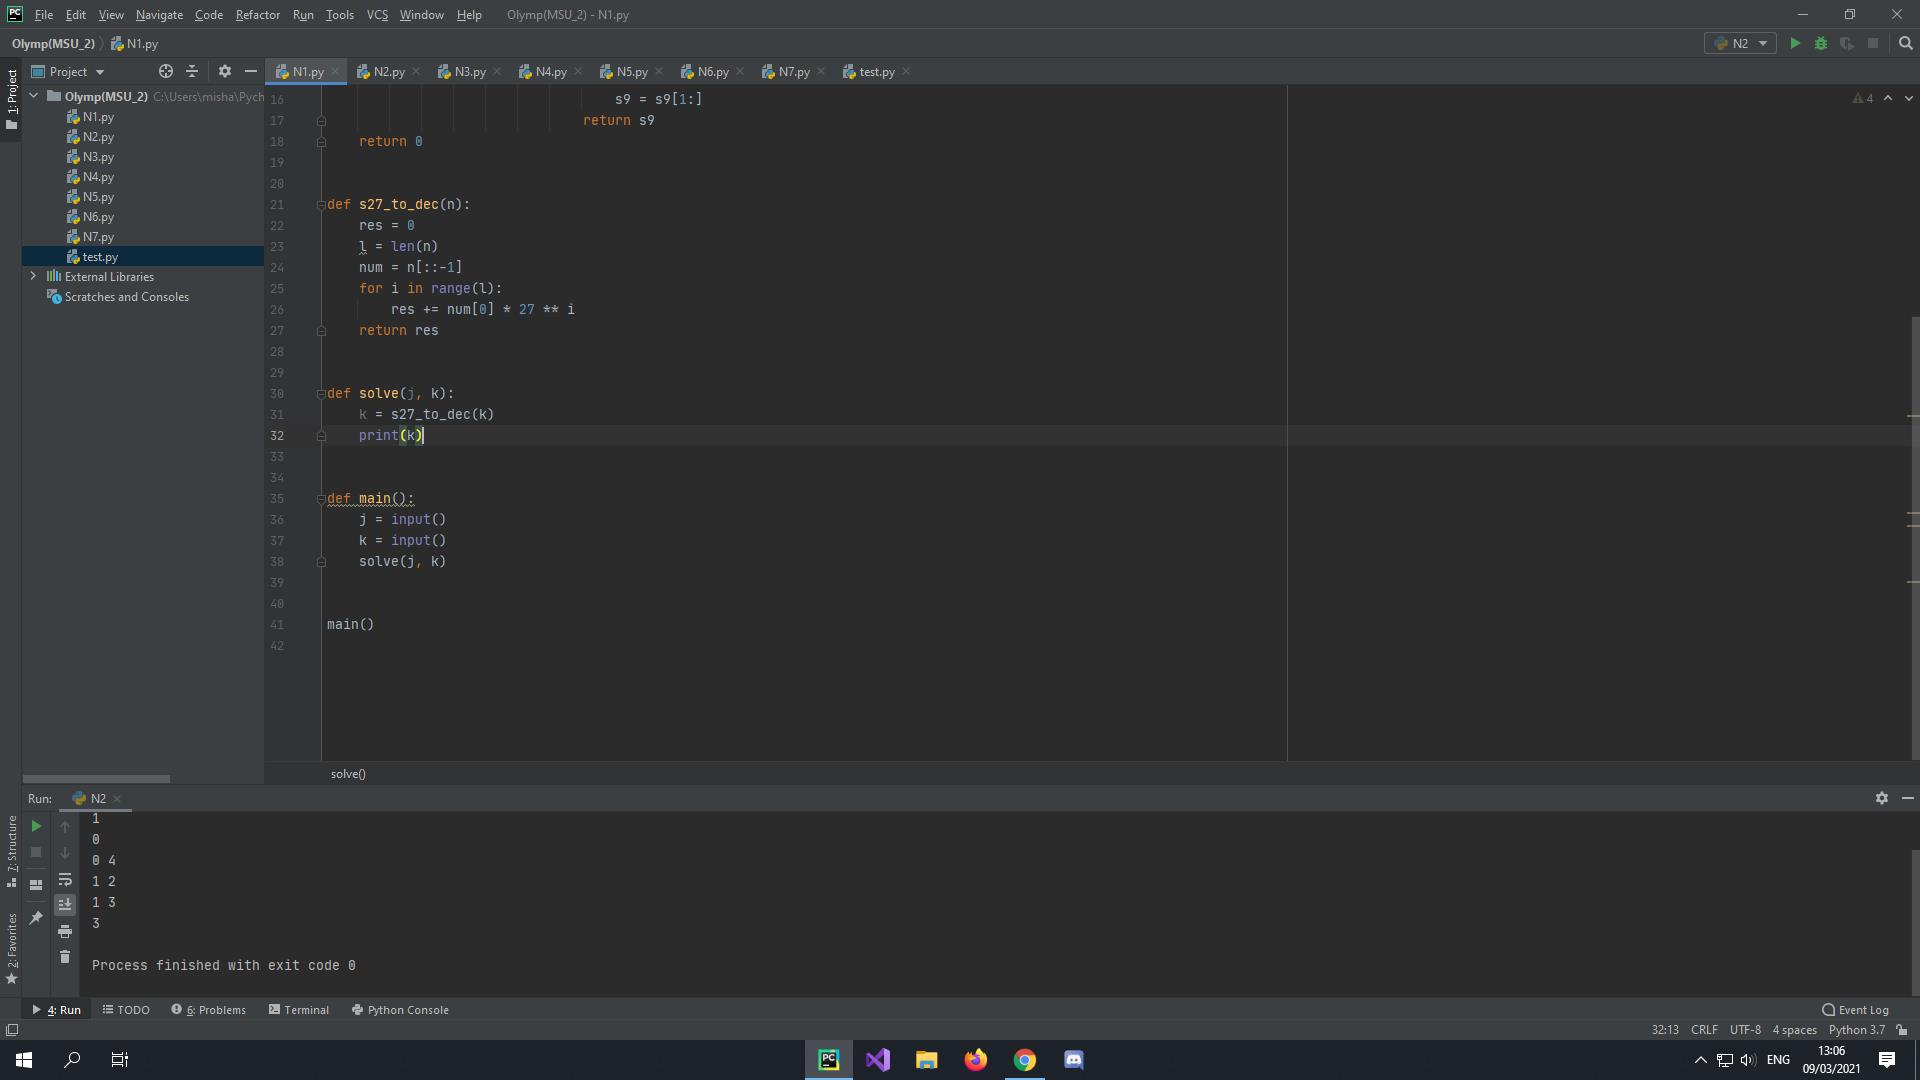 PC File Edit View Navigate Code Refactor Run Tools VCS Window Help Olymp(MSU_2) - N1.py
Olymp(MSU_2) N1.py N2
1: Project
Project
N1.py N2.py N3.py N4.py N5.py N6.py N7.py test.py
Olymp(MSU_2) C:\Users\misha\Pych
N1.py
N2.py
N3.py
N4.py
N5.py
N6.py
N7.py
test.py
External Libraries
Scratches and Consoles
4
16 s9 = s9[1:]
17 return s9
18 return 0
19
20
21 def s27_to_dec(n):
22 res = 0
23 l = len(n)
24 num = n[::-1]
25 for i in range(l):
26 res += num[0] * 27 ** i
27 return res
28
29
30 def solve(j, k):
31 k = s27_to_dec(k)
32 print(k)
33
34
35 def main():
36 j = input()
37 k = input()
38 solve(j, k)
39
40
41 main()
42
solve()
Run: N2
7: Structure
2: Favorites
1
0
0 4
1 2
1 3
3
Process finished with exit code 0
4: Run TODO 6: Problems Terminal Python Console Event Log
32:13 CRLF UTF-8 4 spaces Python 3.7
PC ENG 13:06
09/03/2021